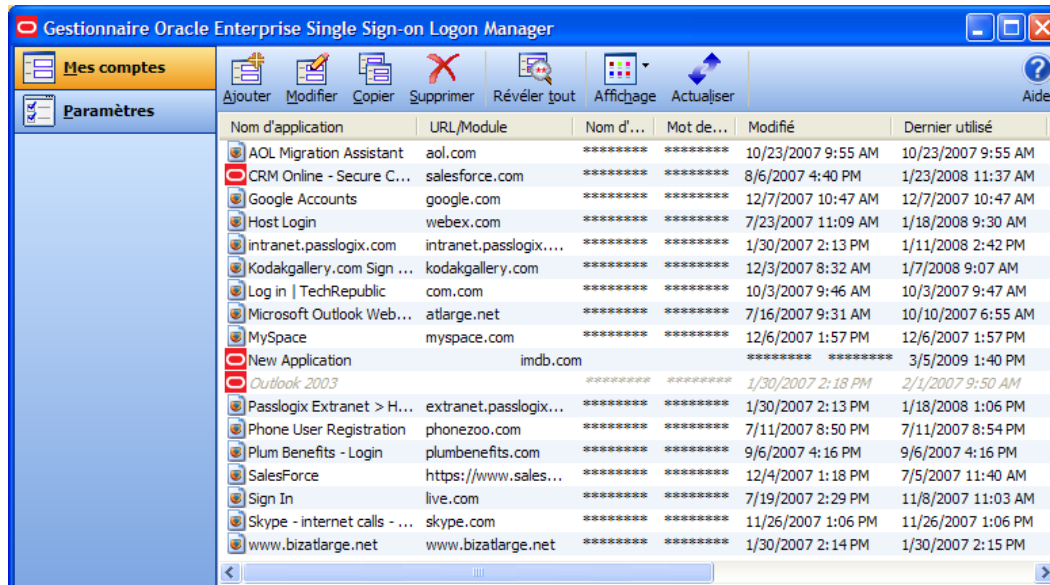 Gestionnaire Oracle Enterprise Single Sign-on Logon Manager
Mes comptes
Paramètres
Ajouter Modifier Copier Supprimer Révéler tout Affichage Actualiser Aide
Nom d'application URL/Module Nom d'... Mot de... Modifié Dernier utilisé
AOL Migration Assistant aol.com ******** ******** 10/23/2007 9:55 AM 10/23/2007 9:55 AM
CRM Online - Secure C... salesforce.com ******** ******** 8/6/2007 4:40 PM 1/23/2008 11:37 AM
Google Accounts google.com ******** ******** 12/7/2007 10:47 AM 12/7/2007 10:47 AM
Host Login webex.com ******** ******** 7/23/2007 11:09 AM 1/18/2008 9:30 AM
intranet.passlogix.com intranet.passlogix.... ******** ******** 1/30/2007 2:13 PM 1/11/2008 2:42 PM
Kodakgallery.com Sign ... kodakgallery.com ******** ******** 12/3/2007 8:32 AM 1/7/2008 9:07 AM
Log in | TechRepublic com.com ******** ******** 10/3/2007 9:46 AM 10/3/2007 9:47 AM
Microsoft Outlook Web... atlarge.net ******** ******** 7/16/2007 9:31 AM 10/10/2007 6:55 AM
MySpace myspace.com ******** ******** 12/6/2007 1:57 PM 12/6/2007 1:57 PM
New Application imdb.com ******** ******** 3/5/2009 1:40 PM
Outlook 2003 ******** ******** 1/30/2007 2:18 PM 2/1/2007 9:50 AM
Passlogix Extranet > H... extranet.passlogix... ******** ******** 1/30/2007 2:13 PM 1/18/2008 1:06 PM
Phone User Registration phonezoo.com ******** ******** 7/11/2007 8:50 PM 7/11/2007 8:54 PM
Plum Benefits - Login plumbenefits.com ******** ******** 9/6/2007 4:16 PM 9/6/2007 4:16 PM
SalesForce https://www.sales... ******** ******** 12/4/2007 1:18 PM 7/5/2007 11:40 AM
Sign In live.com ******** ******** 7/19/2007 2:29 PM 11/8/2007 11:03 AM
Skype - internet calls - ... skype.com ******** ******** 11/26/2007 1:06 PM 11/26/2007 1:06 PM
www.bizatlarge.net www.bizatlarge.net ******** ******** 1/30/2007 2:14 PM 1/30/2007 2:15 PM